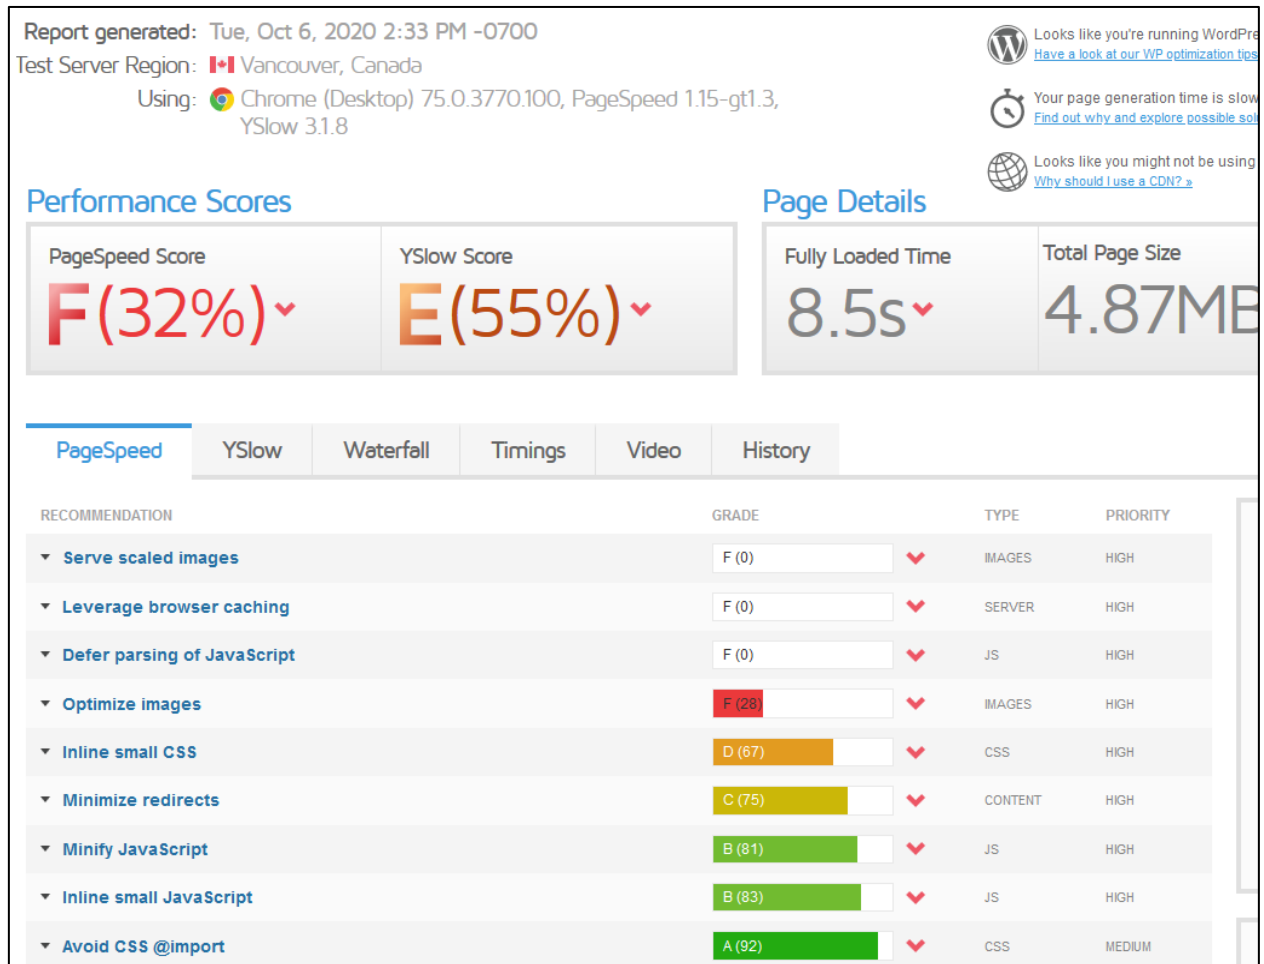 Report generated: Tue, Oct 6, 2020 2:33 PM -0700
Test Server Region: Vancouver, Canada
Using: Chrome (Desktop) 75.0.3770.100, PageSpeed 1.15-gt1.3,
YSlow 3.1.8
Looks like you're running WordPre
Have a look at our WP optimization tips
Your page generation time is slow
Find out why and explore possible sol
Looks like you might not be using
Why should I use a CDN? »
Performance Scores
PageSpeed Score
F(32%)
YSlow Score
E(55%)
Page Details
Fully Loaded Time
8.5s
Total Page Size
4.87MB
PageSpeed YSlow Waterfall Timings Video History
RECOMMENDATION GRADE TYPE PRIORITY
Serve scaled images F (0) IMAGES HIGH
Leverage browser caching F (0) SERVER HIGH
Defer parsing of JavaScript F (0) JS HIGH
Optimize images F (28) IMAGES HIGH
Inline small CSS D (67) CSS HIGH
Minimize redirects C (75) CONTENT HIGH
Minify JavaScript B (81) JS HIGH
Inline small JavaScript B (83) JS HIGH
Avoid CSS @import A (92) CSS MEDIUM